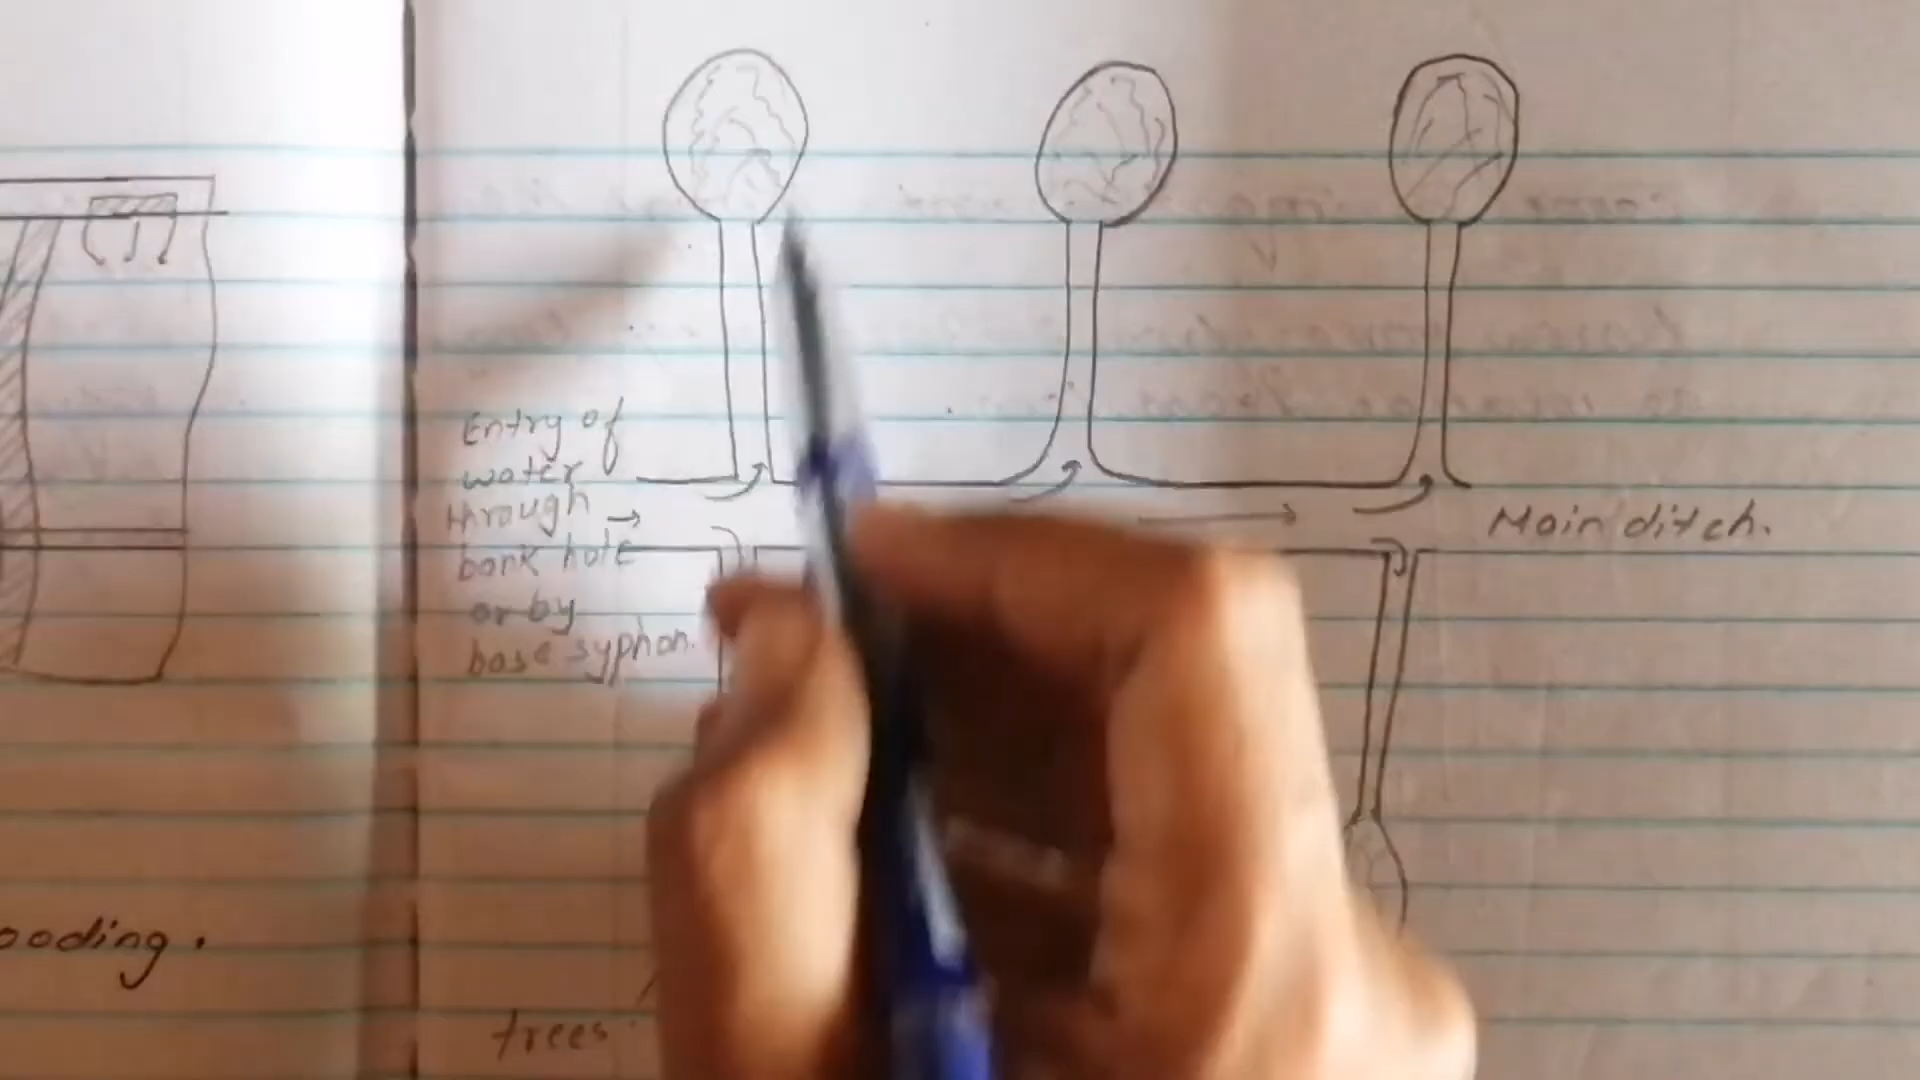 Entry of
water
through
bank hole
or by
base syphon.
Main ditch.
ooding.
trees